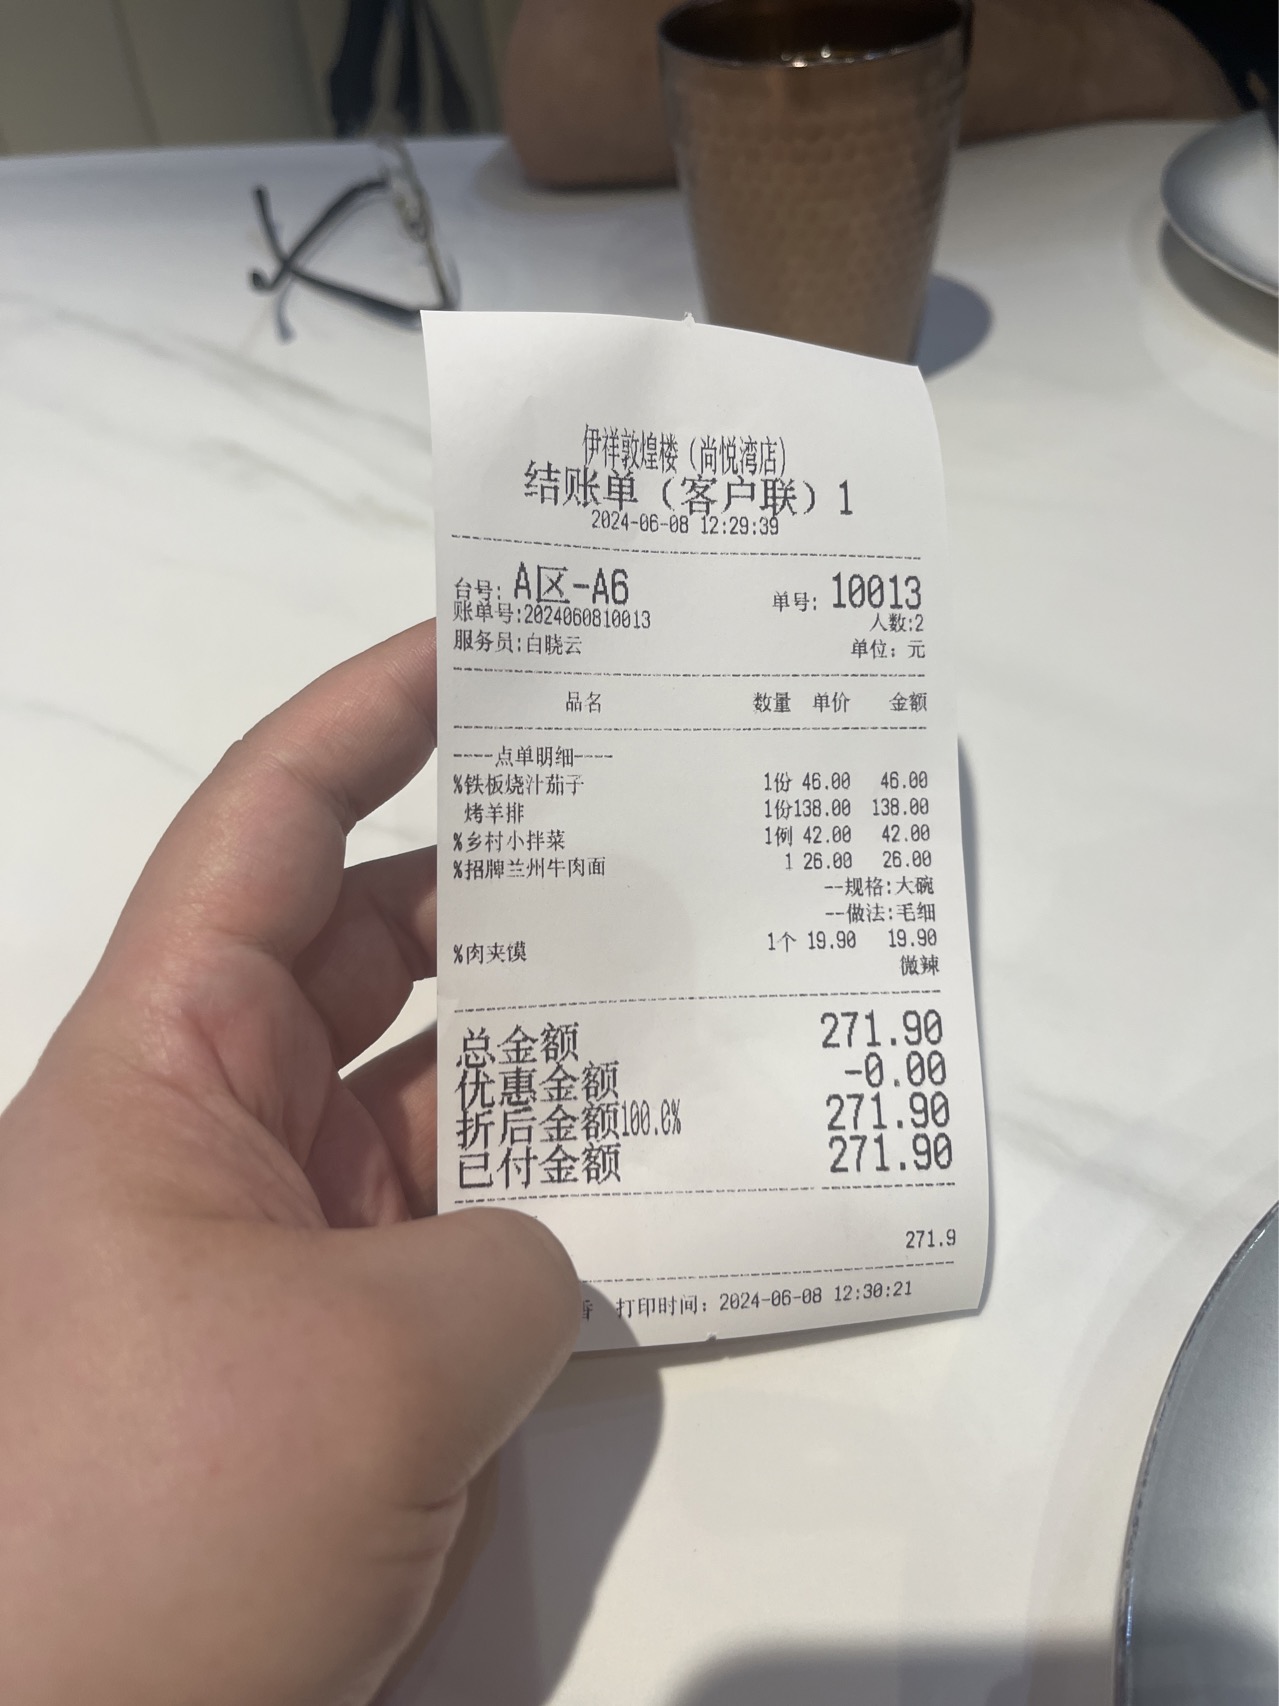 伊祥敦煌楼（尚悦湾店）
结账单（客户联）1
2024-06-08 12:29:39
台号: A区-A6 单号: 10013
账单号:2024060810013 人数:2
服务员:白晓云 单位: 元
品名 数量 单价 金额
----点单明细----
%铁板烧汁茄子 1份 46.00 46.00
烤羊排 1份138.00 138.00
%乡村小拌菜 1例 42.00 42.00
%招牌兰州牛肉面 1 26.00 26.00
--规格:大碗
--做法:毛细
%肉夹馍 1个 19.90 19.90
微辣
总金额 271.90
优惠金额 -0.00
折后金额100.0% 271.90
已付金额 271.90
271.9
打印时间: 2024-06-08 12:30:21